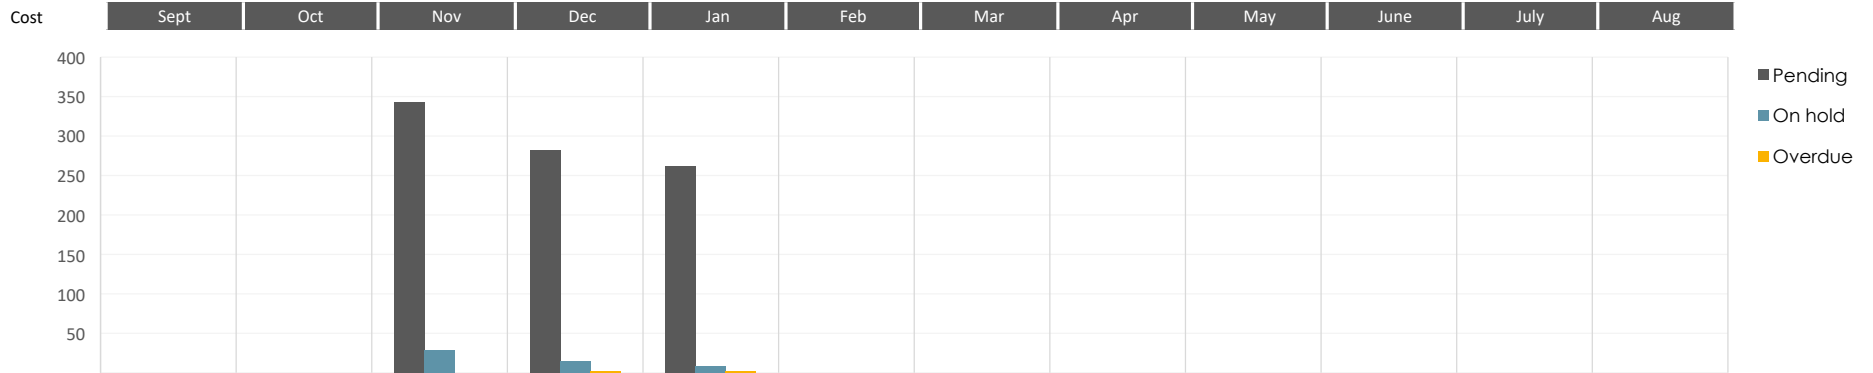 Cost Sept Oct Nov Dec Jan Feb Mar Apr May June July Aug
400
Pending
350
On hold
300
Overdue
250
200
150
100
50